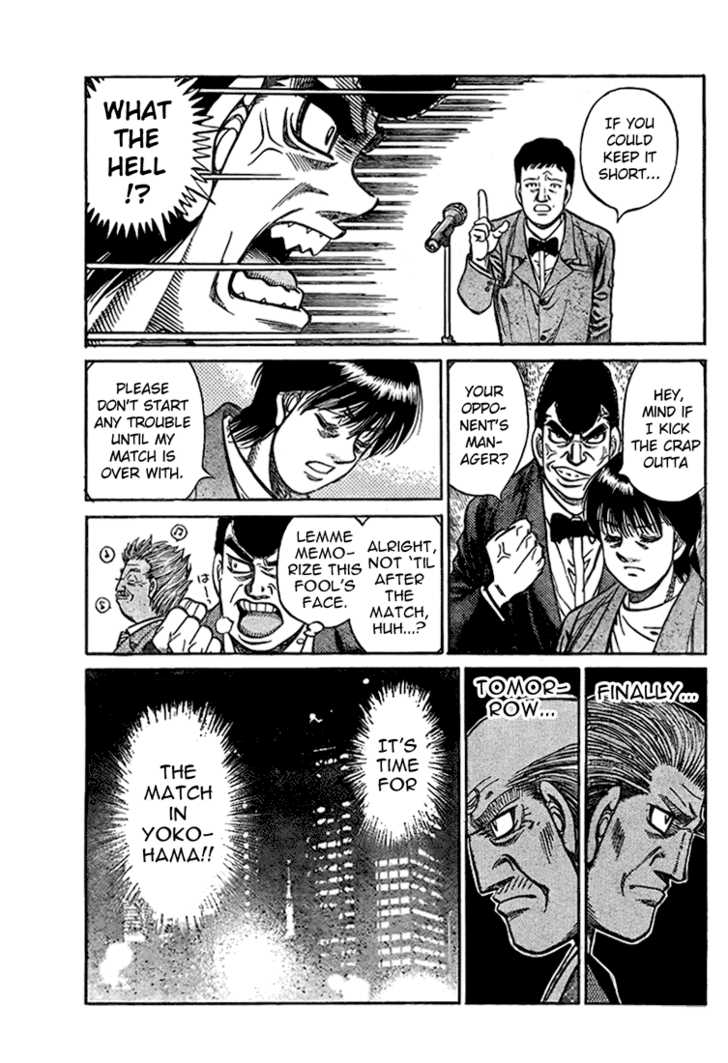 IF YOU
COULD
KEEP IT
SHORT...
WHAT
THE
HELL
!?
HEY,
MIND IF
I KICK
THE CRAP
OUTTA
YOUR
OPPO-
NENT'S
MAN-
AGER?
PLEASE
DON'T START
ANY TROUBLE
UNTIL MY
MATCH IS
OVER WITH.
ALRIGHT,
NOT 'TIL
AFTER
THE
MATCH,
HUH...?
LEMME
MEMO-
RIZE THIS
FOOL'S
FACE.
は
FINALLY...
TOMOR-
ROW...
IT'S
TIME
FOR
THE
MATCH
IN
YOKO-
HAMA!!